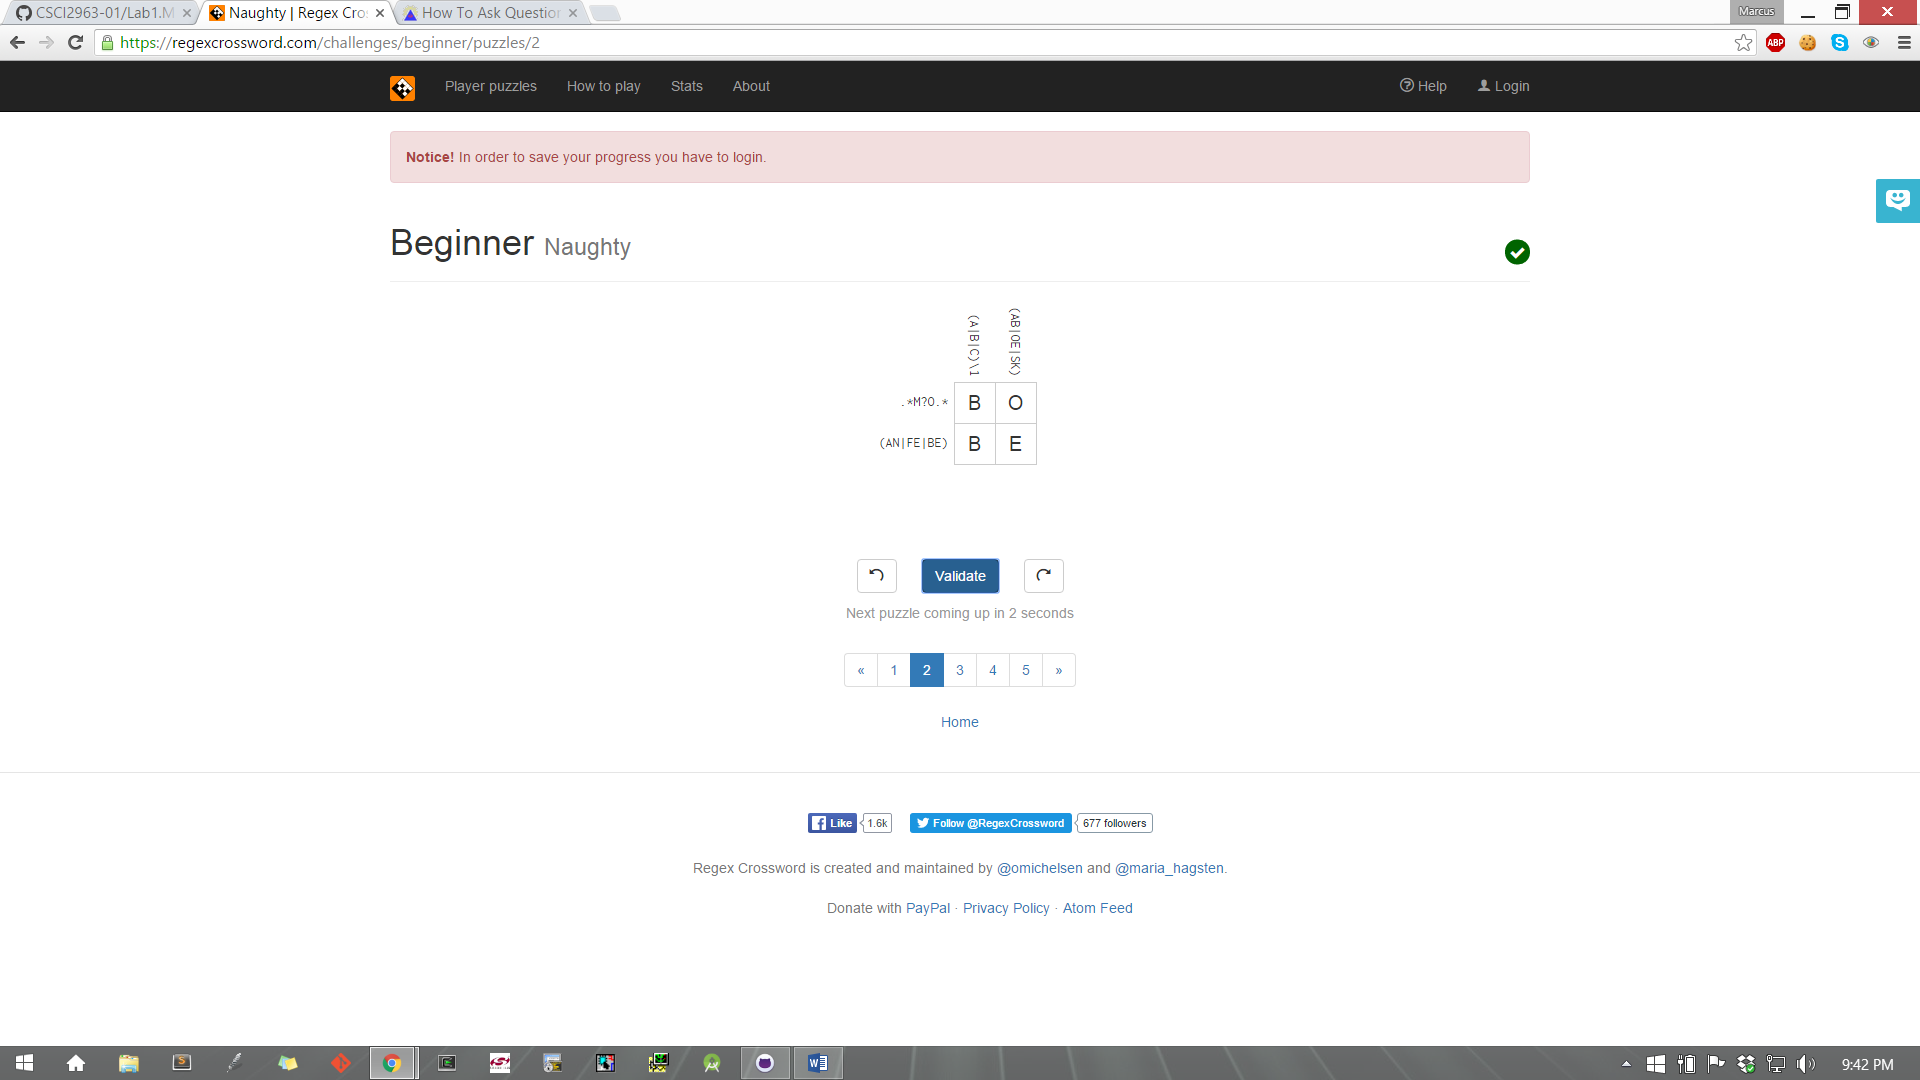 CSCI2963-01/Lab1.M
Naughty | Regex Cro
How To Ask Question
Marcus
https://regexcrossword.com/challenges/beginner/puzzles/2
ABP
Player puzzles
How to play
Stats
About
Help
Login
Notice! In order to save your progress you have to login.
Beginner Naughty
(A|B|C)\1
(AB|OE|SK)
.*M?O.*
B O
(AN|FE|BE)
B E
Validate
Next puzzle coming up in 2 seconds
« 1 2 3 4 5 »
Home
Like
1.6k
Follow @RegexCrossword
677 followers
Regex Crossword is created and maintained by @omichelsen and @maria_hagsten.
Donate with PayPal · Privacy Policy · Atom Feed
9:42 PM